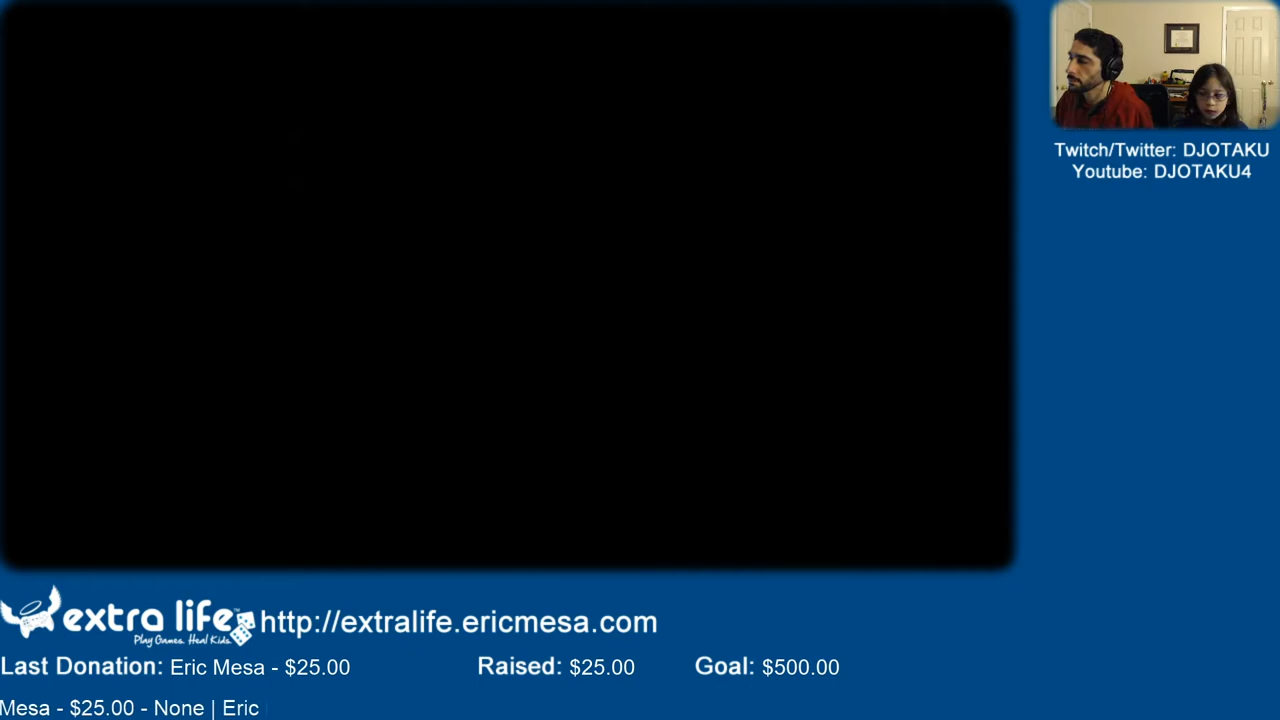 Twitch/Twitter: DJOTAKU
Youtube: DJOTAKU4
extra life
Play Games. Heal Kids.
http://extralife.ericmesa.com
Last Donation: Eric Mesa - $25.00 Raised: $25.00 Goal: $500.00
Mesa - $25.00 - None | Eric